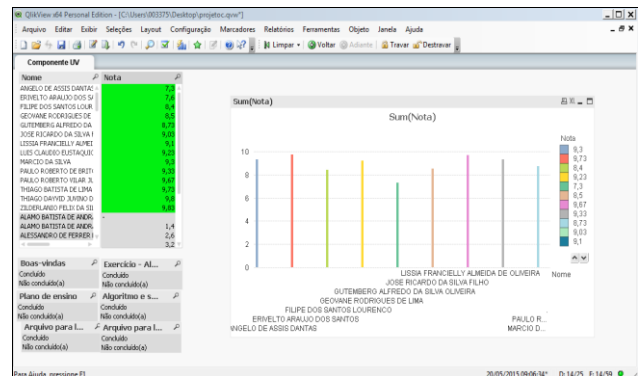 QlikView x64 Personal Edition - [C:\Users\003375\Desktop\projetoc.qvw*]
Arquivo Editar Exibir Seleções Layout Configuração Marcadores Relatórios Ferramentas Objeto Janela Ajuda
Limpar Voltar Adiante Travar Destravar
Componente UV
Nome Nota
ANGELO DE ASSIS DANTAS 7,3
ERIVELTO ARAUJO DOS S 7,6
FILIPE DOS SANTOS LOUR 8,4
GEOVANE RODRIGUES DE 8,5
GUTEMBERG ALFREDO DA 8,73
JOSE RICARDO DA SILVA F 9,03
LISSIA FRANCIELLY ALMEI 9,1
LUIS CLAUDIO EUSTAQUIO 9,23
MARCIO DA SILVA 9,3
PAULO ROBERTO DE BRIT 9,33
PAULO ROBERTO VILAR JL 9,67
THIAGO BATISTA DE LIMA 9,73
THIAGO DAYVID JUVINO D 9,8
ZILDERLANIO FELIX DA SIL 9,83
ALAMO BATISTA DE ANDR. -
ALAMO BATISTA DE ANDR. 1,4
ALESSANDRO DE FERRER 2,6
3,2
Boas-vindas Exercício - Al...
Concluído Concluído
Não concluído(a) Não concluído(a)
Plano de ensino Algoritmo e s...
Concluído Concluído
Não concluído(a) Não concluído(a)
Arquivo para l... Arquivo para l...
Concluído Concluído
Não concluído(a) Não concluído(a)
Sum(Nota)
Sum(Nota)
10
8
6
4
2
0
Nota
9,3
9,73
8,4
9,23
7,3
8,5
9,67
9,33
8,73
9,03
9,1
LISSIA FRANCIELLY ALMEIDA DE OLIVEIRA Nome
JOSE RICARDO DA SILVA FILHO
GUTEMBERG ALFREDO DA SILVA OLIVEIRA
GEOVANE RODRIGUES DE LIMA
FILIPE DOS SANTOS LOURENCO
ERIVELTO ARAUJO DOS SANTOS PAULO R...
ANGELO DE ASSIS DANTAS MARCIO D...
Para Ajuda, pressione F1 20/05/2015 09:06:34* D:14/25 F:14/59